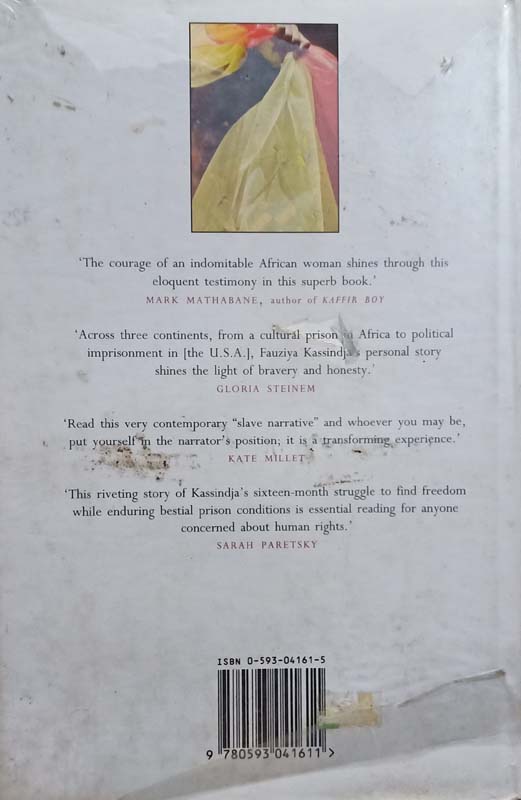 ‘The courage of an indomitable African woman shines through this
eloquent testimony in this superb book.’
MARK MATHABANE, author of KAFFIR BOY
‘Across three continents, from a cultural prison in Africa to political
imprisonment in [the U.S.A.], Fauziya Kassindja's personal story
shines the light of bravery and honesty.’
GLORIA STEINEM
‘Read this very contemporary “slave narrative” and whoever you may be,
put yourself in the narrator's position; it is a transforming experience.’
KATE MILLET
‘This riveting story of Kassindja's sixteen-month struggle to find freedom
while enduring bestial prison conditions is essential reading for anyone
concerned about human rights.’
SARAH PARETSKY
ISBN 0-593-04161-5
9 780593 041611 >